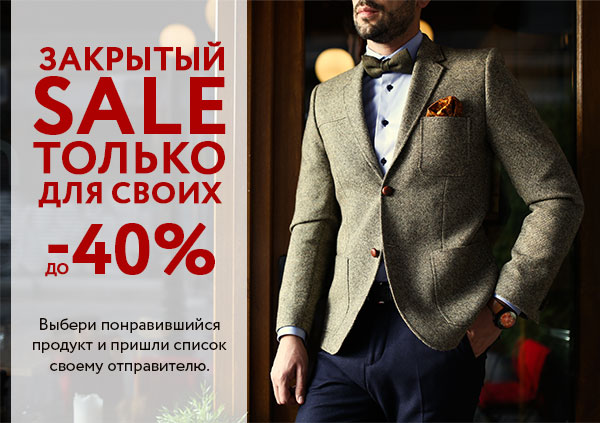 ЗАКРЫТЫЙ
SALE
ТОЛЬКО
ДЛЯ СВОИХ
ДО -40%
Выбери понравившийся
продукт и пришли список
своему отправителю.